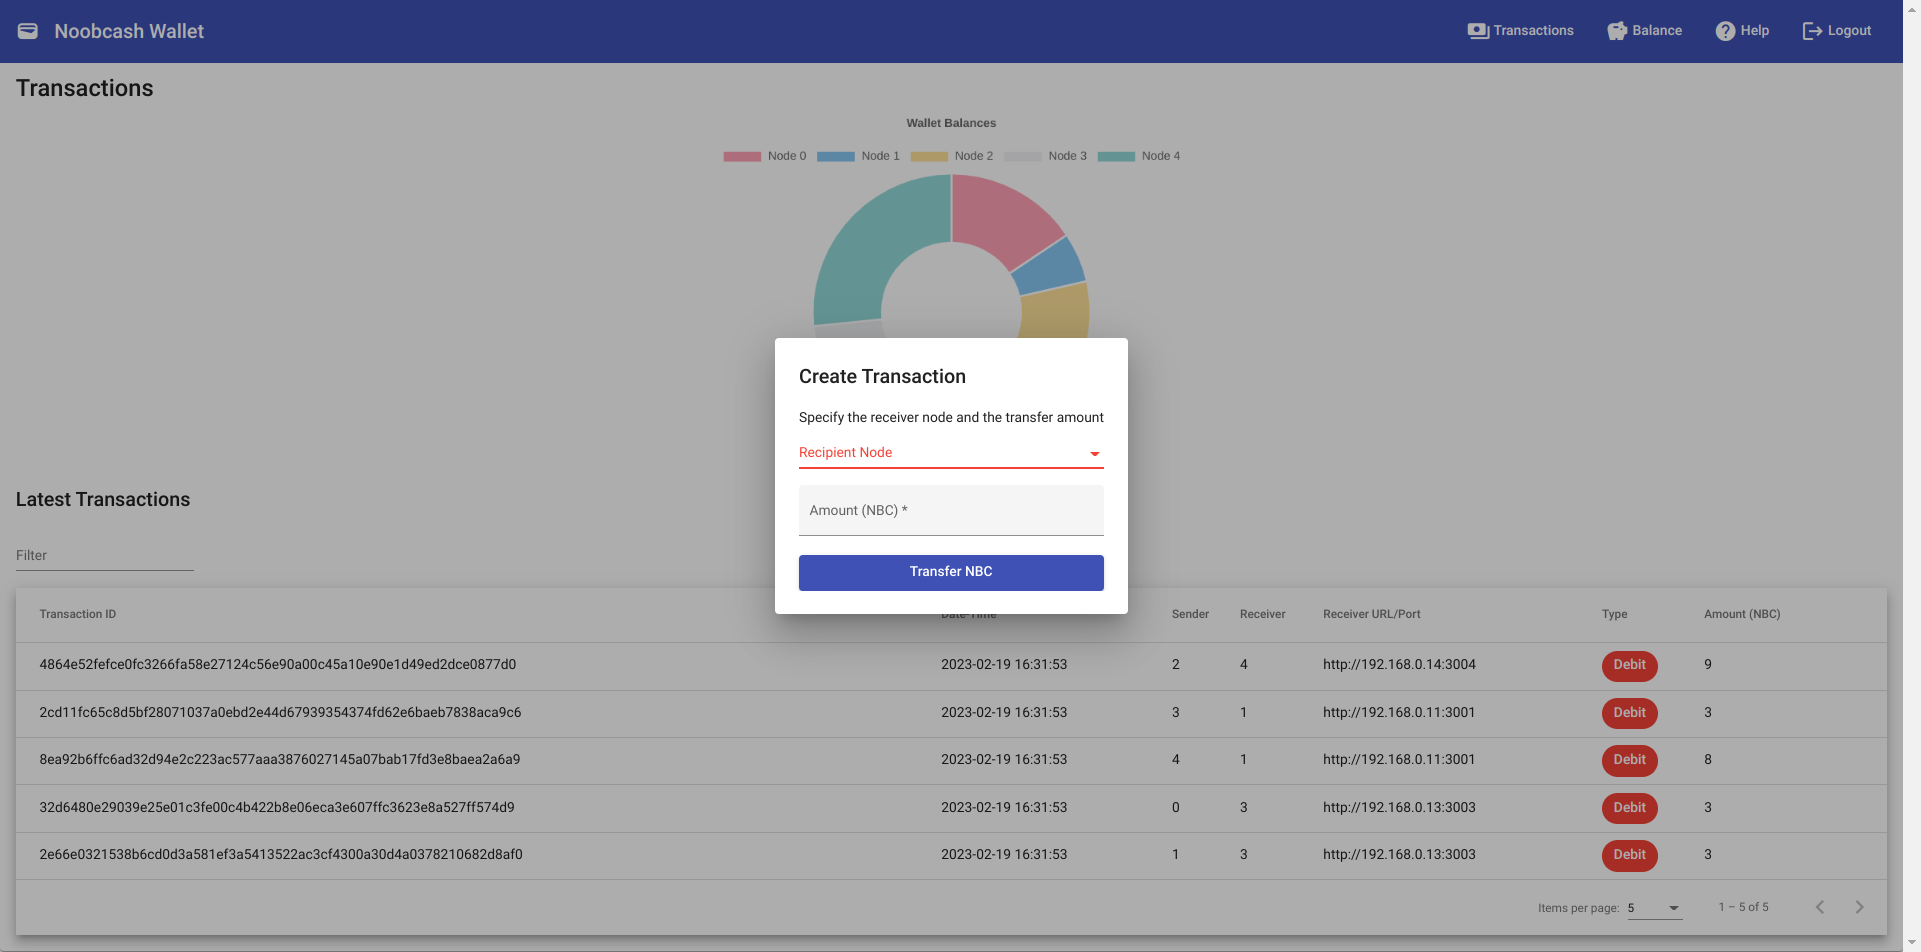 Noobcash Wallet
Transactions Balance Help Logout
Transactions
Wallet Balances
Node 0 Node 1 Node 2 Node 3 Node 4
Create Transaction
Specify the receiver node and the transfer amount
Recipient Node
Amount (NBC) *
Transfer NBC
Latest Transactions
Filter
Transaction ID Date-Time Sender Receiver Receiver URL/Port Type Amount (NBC)
4864e52fefce0fc3266fa58e27124c56e90a00c45a10e90e1d49ed2dce0877d0 2023-02-19 16:31:53 2 4 http://192.168.0.14:3004 Debit 9
2cd11fc65c8d5bf28071037a0ebd2e44d67939354374fd62e6baeb7838aca9c6 2023-02-19 16:31:53 3 1 http://192.168.0.11:3001 Debit 3
8ea92b6ffc6ad32d94e2c223ac577aaa3876027145a07bab17fd3e8baea2a6a9 2023-02-19 16:31:53 4 1 http://192.168.0.11:3001 Debit 8
32d6480e29039e25e01c3fe00c4b422b8e06eca3e607ffc3623e8a527ff574d9 2023-02-19 16:31:53 0 3 http://192.168.0.13:3003 Debit 3
2e66e0321538b6cd0d3a581ef3a5413522ac3cf4300a30d4a0378210682d8af0 2023-02-19 16:31:53 1 3 http://192.168.0.13:3003 Debit 3
Items per page: 5 1 – 5 of 5